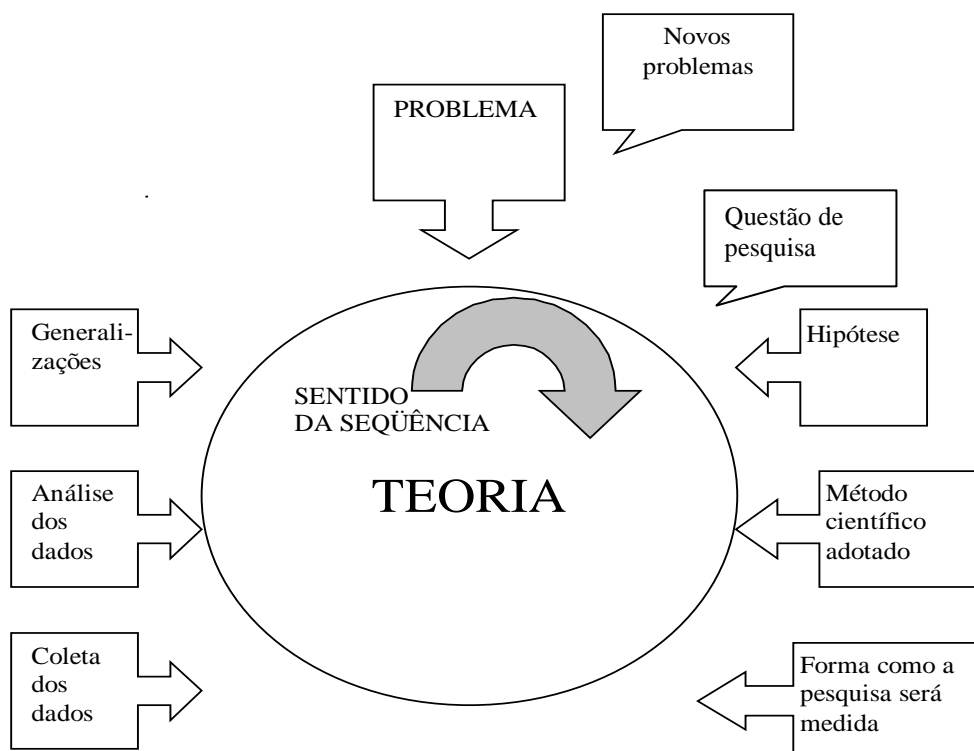 Novos
problemas
PROBLEMA
Questão de
pesquisa
Generali-
zações
Hipótese
SENTIDO
DA SEQÜÊNCIA
TEORIA
Análise
dos
dados
Método
científico
adotado
Coleta
dos
dados
Forma como a
pesquisa será
medida